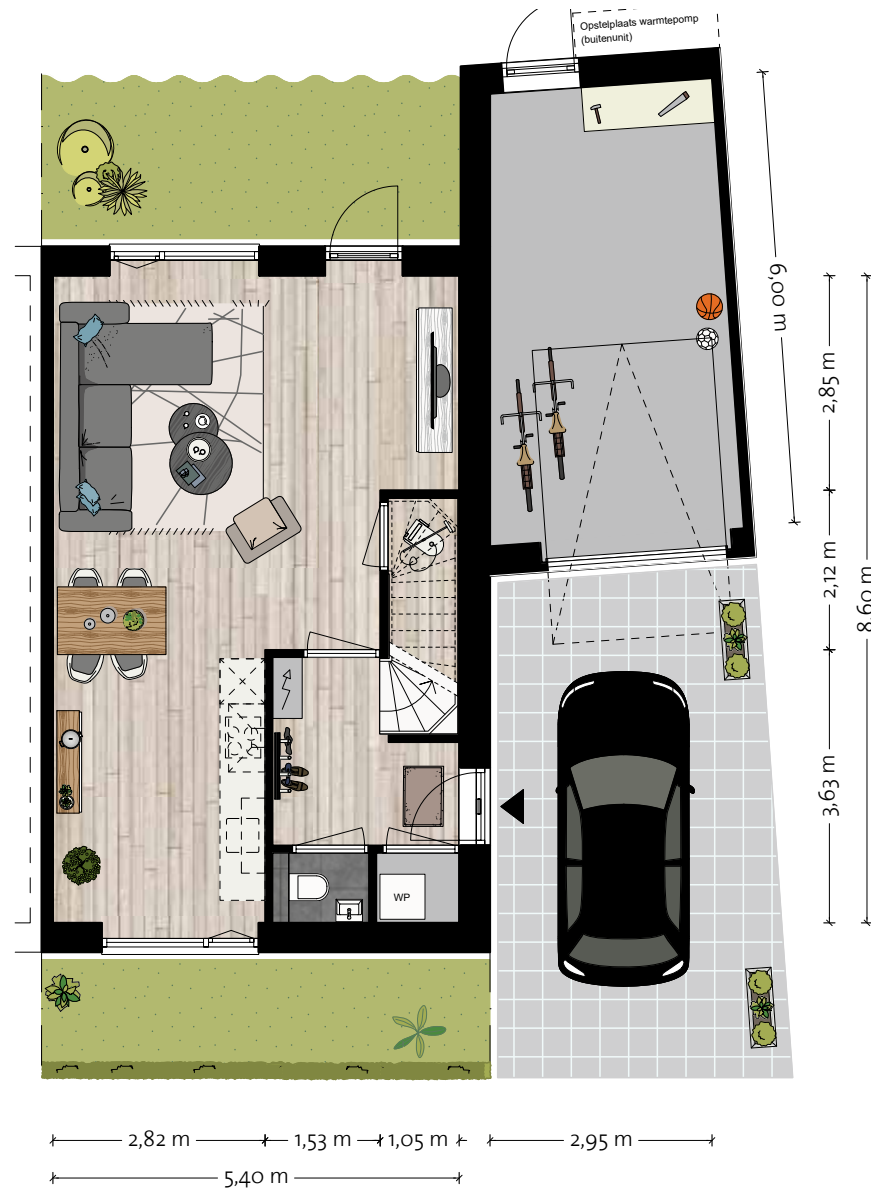 Opstelplaats warmtepomp
(buitenunit)
6,00 m
2,85 m
2,12 m
8,60 m
3,63 m
WP
2,82 m
1,53 m
1,05 m
2,95 m
5,40 m